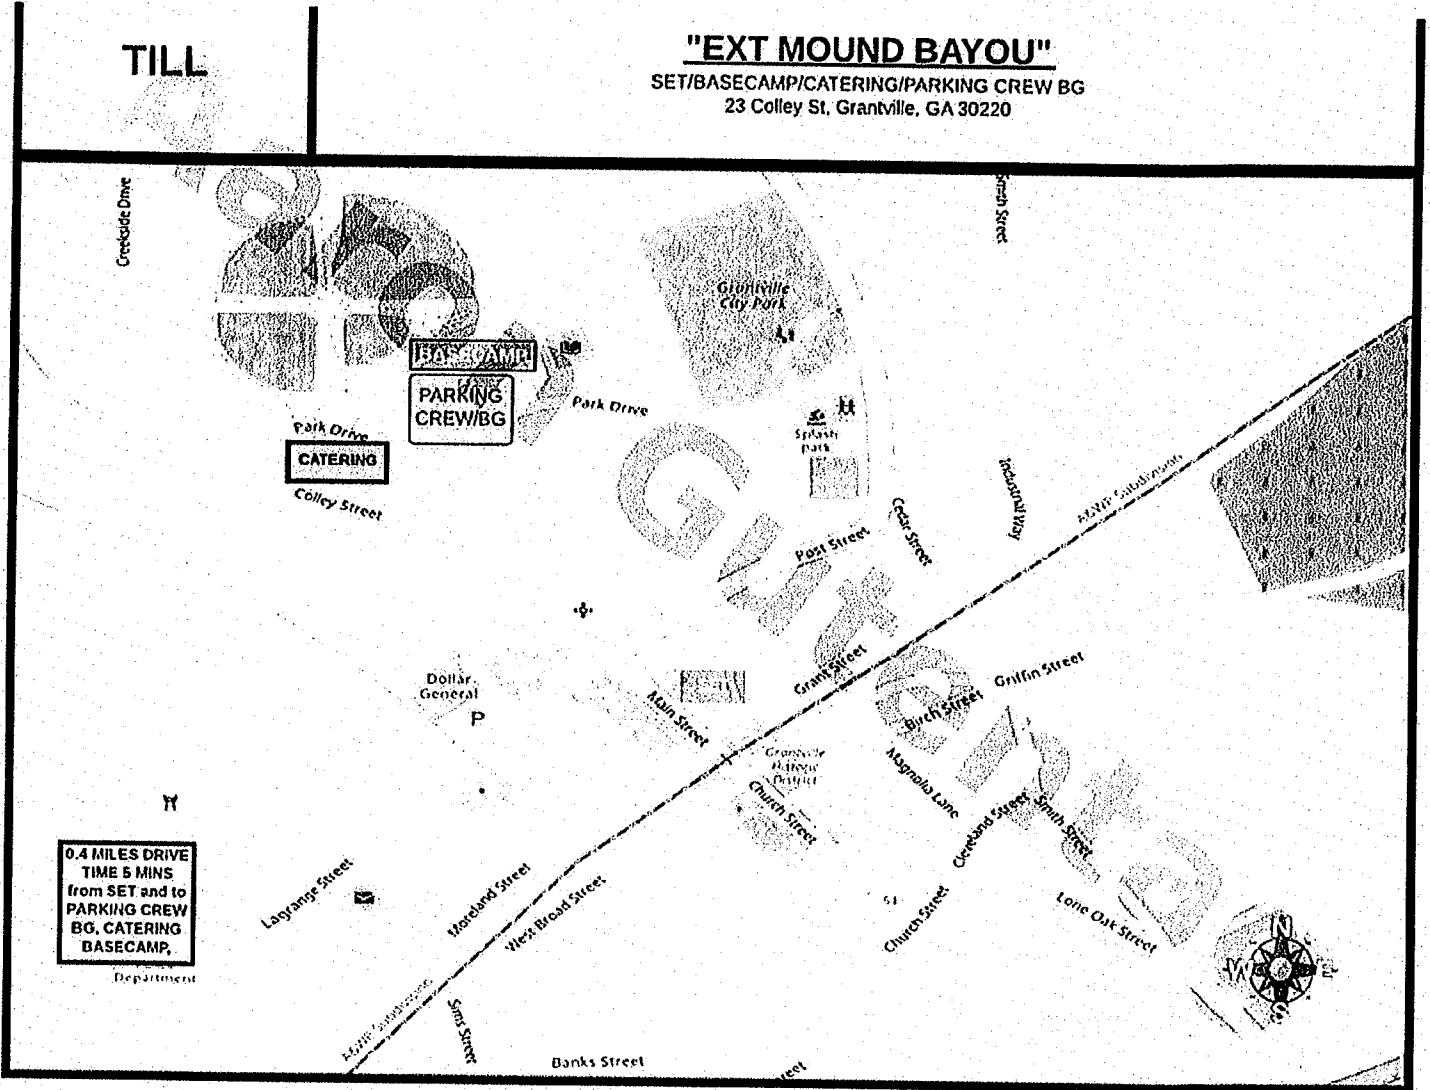 TILL
"EXT MOUND BAYOU"
SET/BASECAMP/CATERING/PARKING CREW BG
23 Colley St, Grantville, GA 30220
Creekside Drive
Smith Street
Grantville
City Park
BASECAMP
PARKING
CREW/BG
Park Drive
Park Drive
CATERING
Colley Street
Splash
park
Cedar Street
Industrial Way
Post Street
Grant Street
Griffin Street
Birch Street
Dollar
General
P
Main Street
Grantville
Historic
District
Church Street
Magnolia Lane
Cleveland Street
Smith Street
0.4 MILES DRIVE
TIME 5 MINS
from SET and to
PARKING CREW
BG, CATERING
BASECAMP,
Department
Lagrange Street
Moreland Street
West Broad Street
Church Street
Lone Oak Street
N
W
E
S
Sims Street
Banks Street